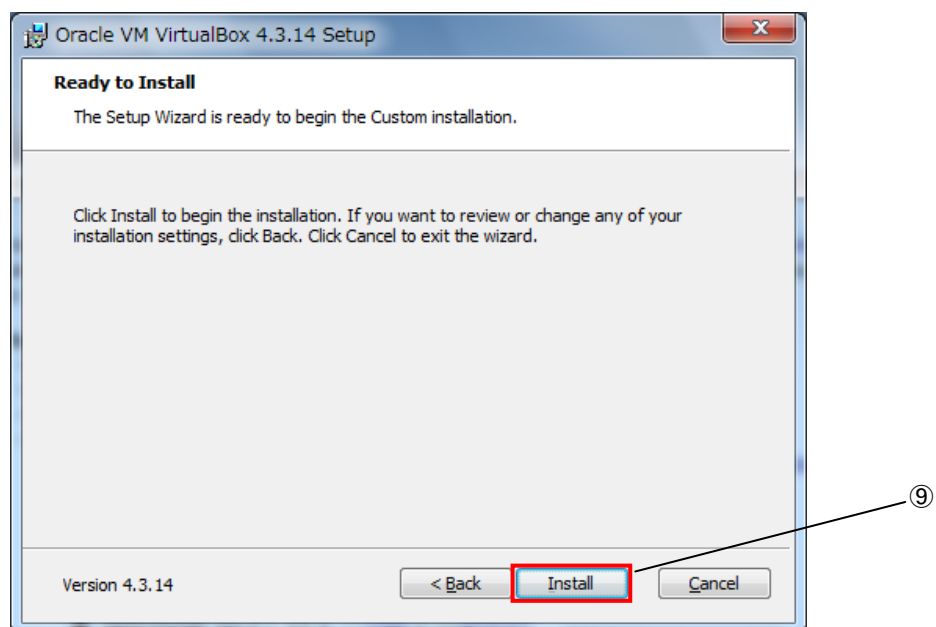 Oracle VM VirtualBox 4.3.14 Setup
Ready to Install
The Setup Wizard is ready to begin the Custom installation.
Click Install to begin the installation. If you want to review or change any of your
installation settings, click Back. Click Cancel to exit the wizard.
⑨
Version 4.3.14
< Back
Install
Cancel